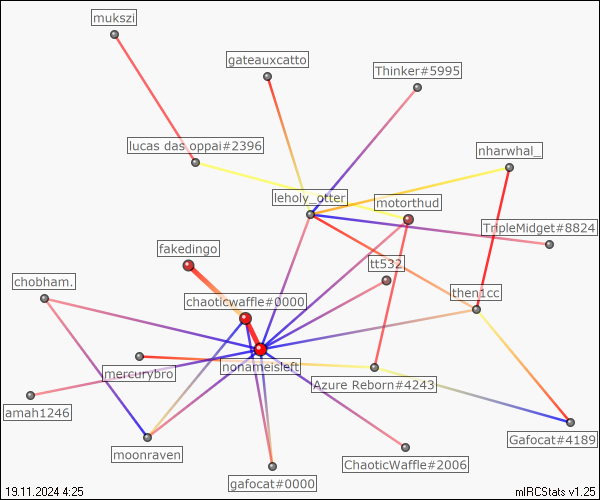 mukszi
gateauxcatto
Thinker#5995
lucas das oppai#2396
nharwhal_
leholy_otter
motorthud
TripleMidget#8824
fakedingo
tt532
chobham.
then1cc
chaoticwaffle#0000
nonameisleft
mercurybro
Azure Reborn#4243
amah1246
Gafocat#4189
moonraven
ChaoticWaffle#2006
gafocat#0000
19.11.2024 4:25
mIRCStats v1.25